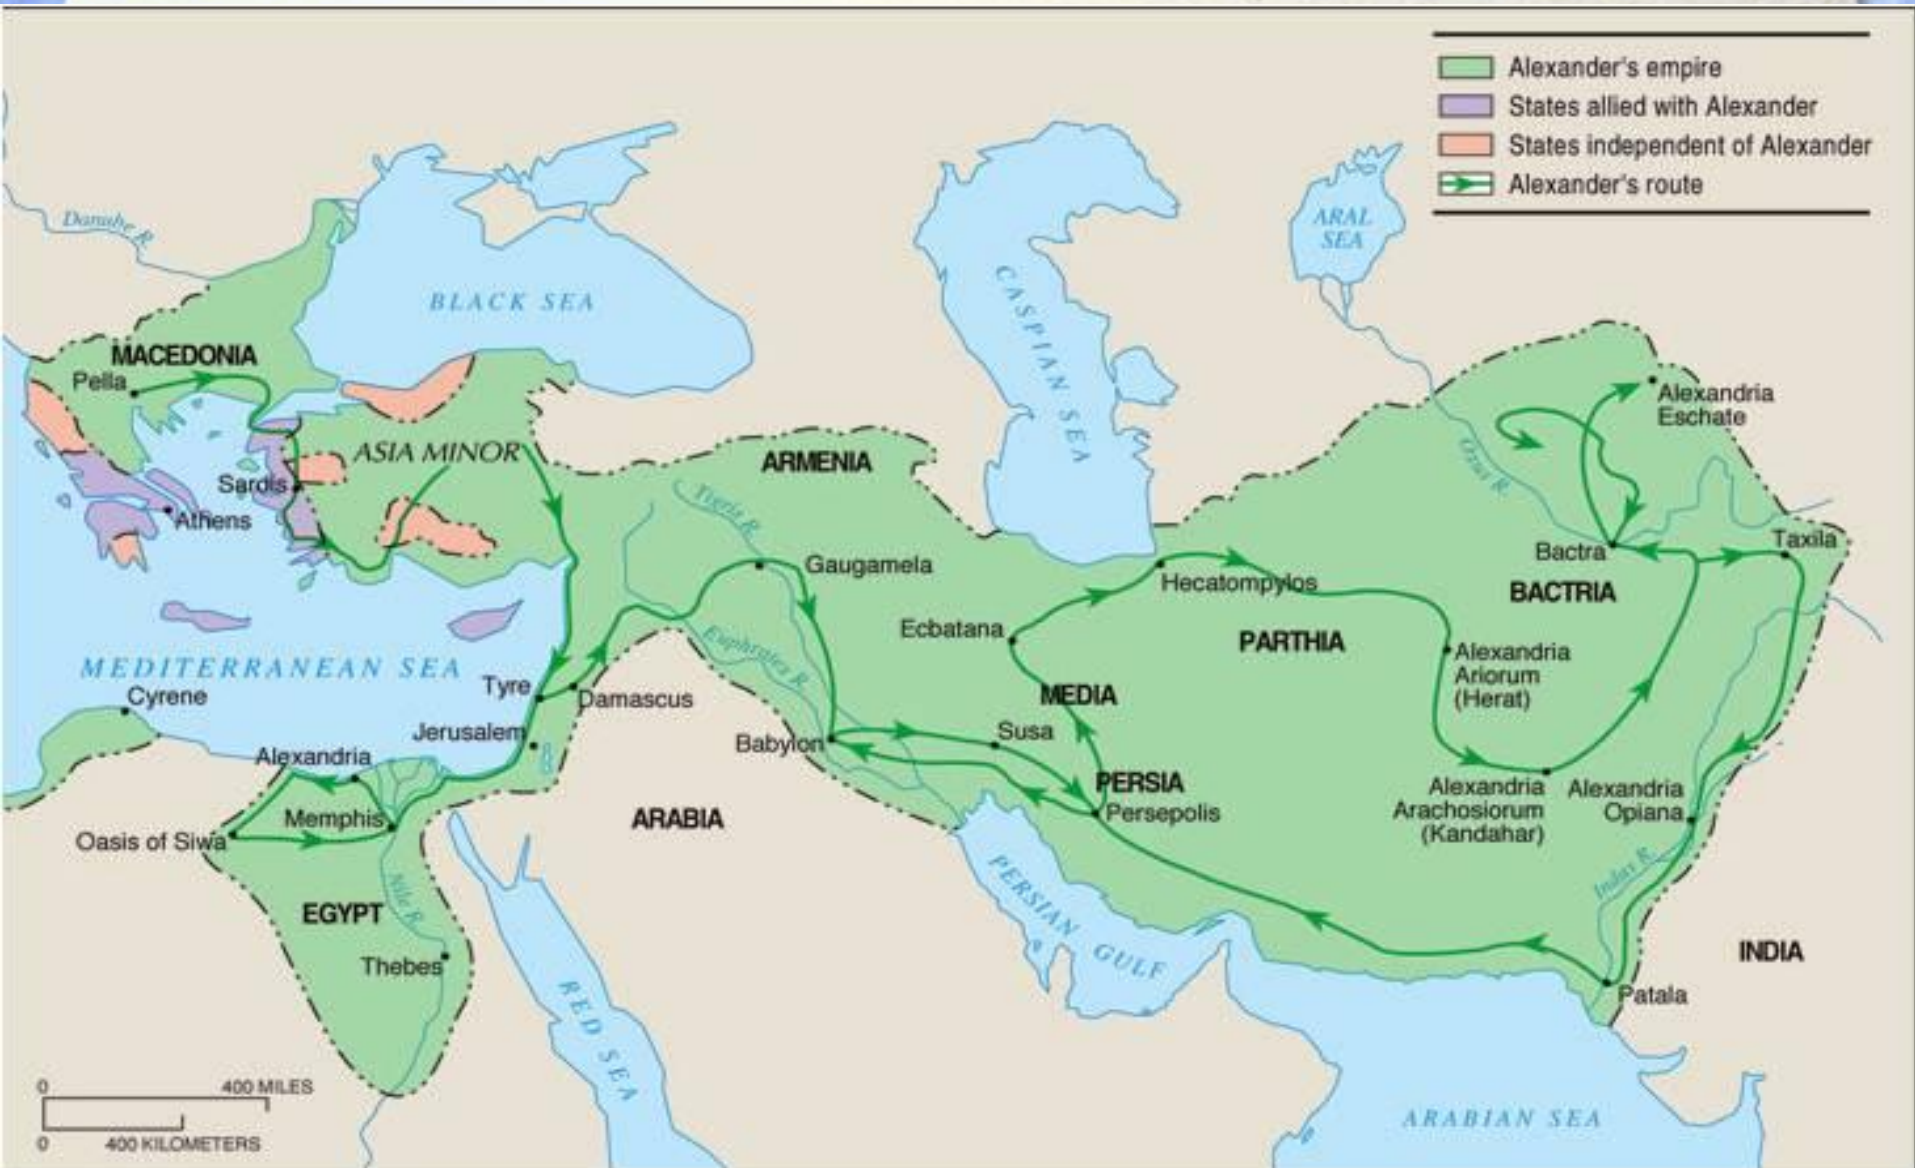 Alexander's empire
States allied with Alexander
States independent of Alexander
Alexander's route
Danube R.
BLACK SEA
CASPIAN SEA
ARAL
SEA
MACEDONIA
Pella
Alexandria
Eschate
ASIA MINOR
ARMENIA
Oxus R.
Sardis
Athens
Tigris R.
Taxila
Bactra
Gaugamela
Hecatompylos
BACTRIA
Ecbatana
PARTHIA
Euphrates R.
Alexandria
Ariorum
(Herat)
MEDITERRANEAN SEA
Cyrene
Tyre
Damascus
MEDIA
Jerusalem
Babylon
Susa
Alexandria
PERSIA
Persepolis
Alexandria
Arachosiorum
(Kandahar)
Alexandria
Opiana
Memphis
Oasis of Siwa
ARABIA
Indus R.
Nile R.
EGYPT
PERSIAN GULF
INDIA
Thebes
Patala
RED SEA
0 400 MILES
0 400 KILOMETERS
ARABIAN SEA